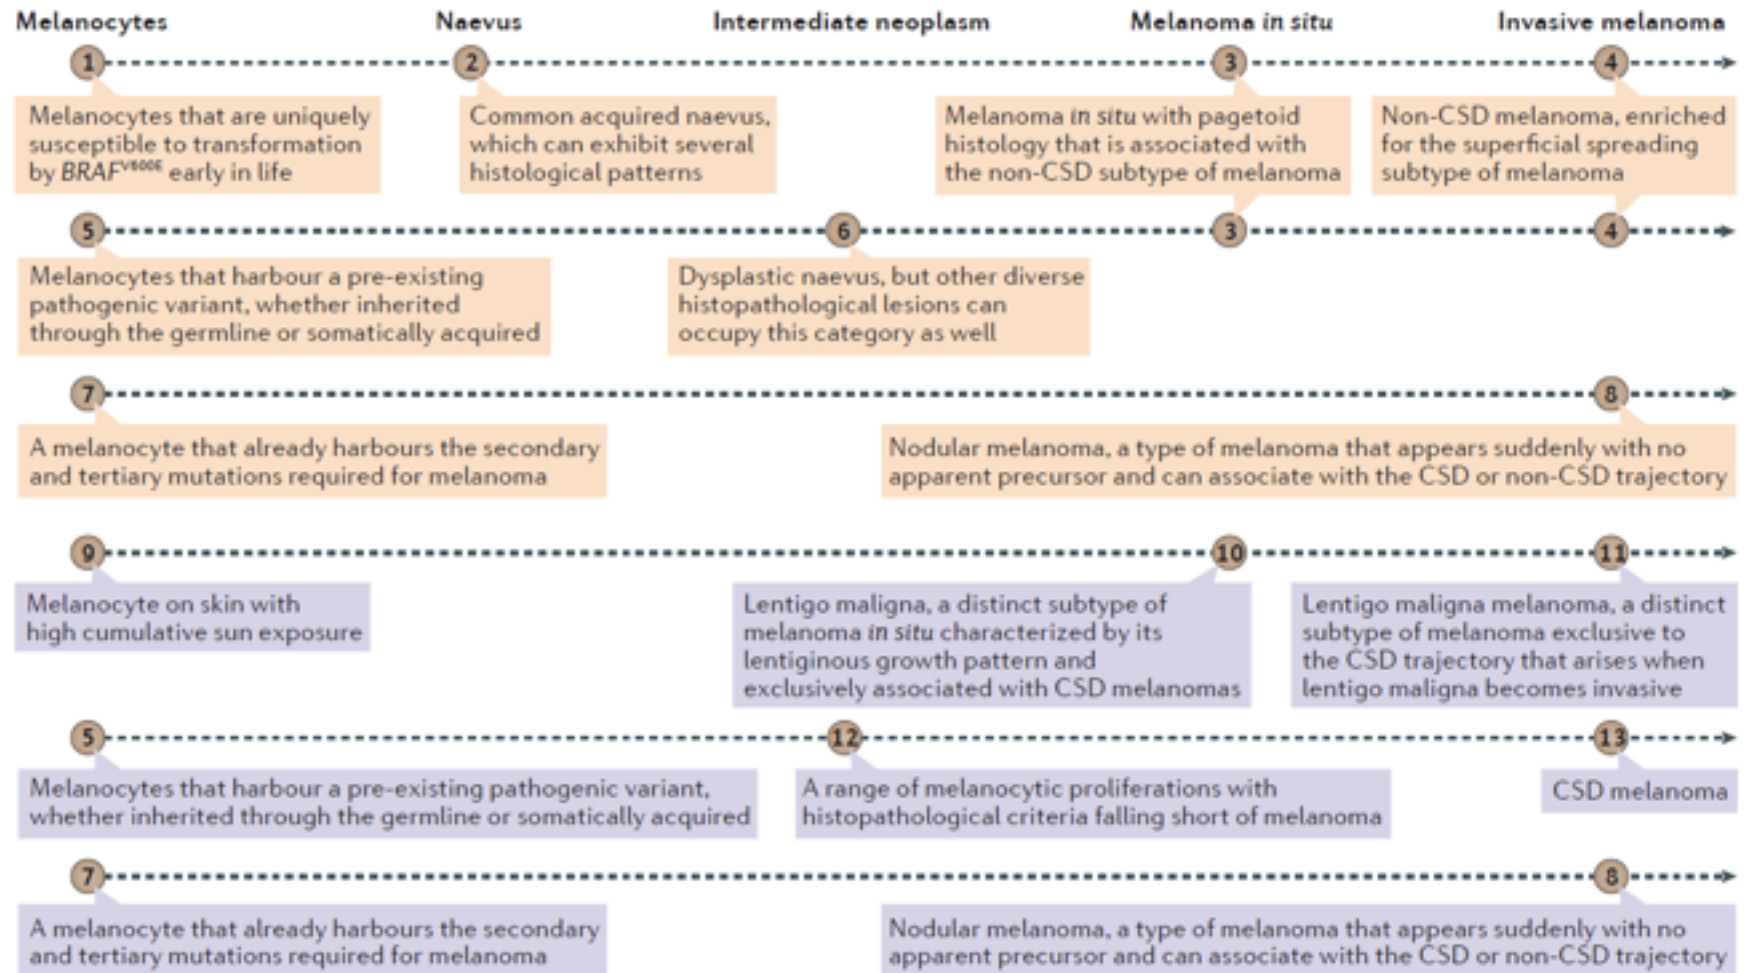 Melanocytes Naevus Intermediate neoplasm Melanoma in situ Invasive melanoma
1 2 3 4
Melanocytes that are uniquely
susceptible to transformation
by BRAFV600E early in life
Common acquired naevus,
which can exhibit several
histological patterns
Melanoma in situ with pagetoid
histology that is associated with
the non-CSD subtype of melanoma
Non-CSD melanoma, enriched
for the superficial spreading
subtype of melanoma
5 6 3 4
Melanocytes that harbour a pre-existing
pathogenic variant, whether inherited
through the germline or somatically acquired
Dysplastic naevus, but other diverse
histopathological lesions can
occupy this category as well
7 8
A melanocyte that already harbours the secondary
and tertiary mutations required for melanoma
Nodular melanoma, a type of melanoma that appears suddenly with no
apparent precursor and can associate with the CSD or non-CSD trajectory
9 10 11
Melanocyte on skin with
high cumulative sun exposure
Lentigo maligna, a distinct subtype of
melanoma in situ characterized by its
lentiginous growth pattern and
exclusively associated with CSD melanomas
Lentigo maligna melanoma, a distinct
subtype of melanoma exclusive to
the CSD trajectory that arises when
lentigo maligna becomes invasive
5 12 13
Melanocytes that harbour a pre-existing pathogenic variant,
whether inherited through the germline or somatically acquired
A range of melanocytic proliferations with
histopathological criteria falling short of melanoma
CSD melanoma
7 8
A melanocyte that already harbours the secondary
and tertiary mutations required for melanoma
Nodular melanoma, a type of melanoma that appears suddenly with no
apparent precursor and can associate with the CSD or non-CSD trajectory